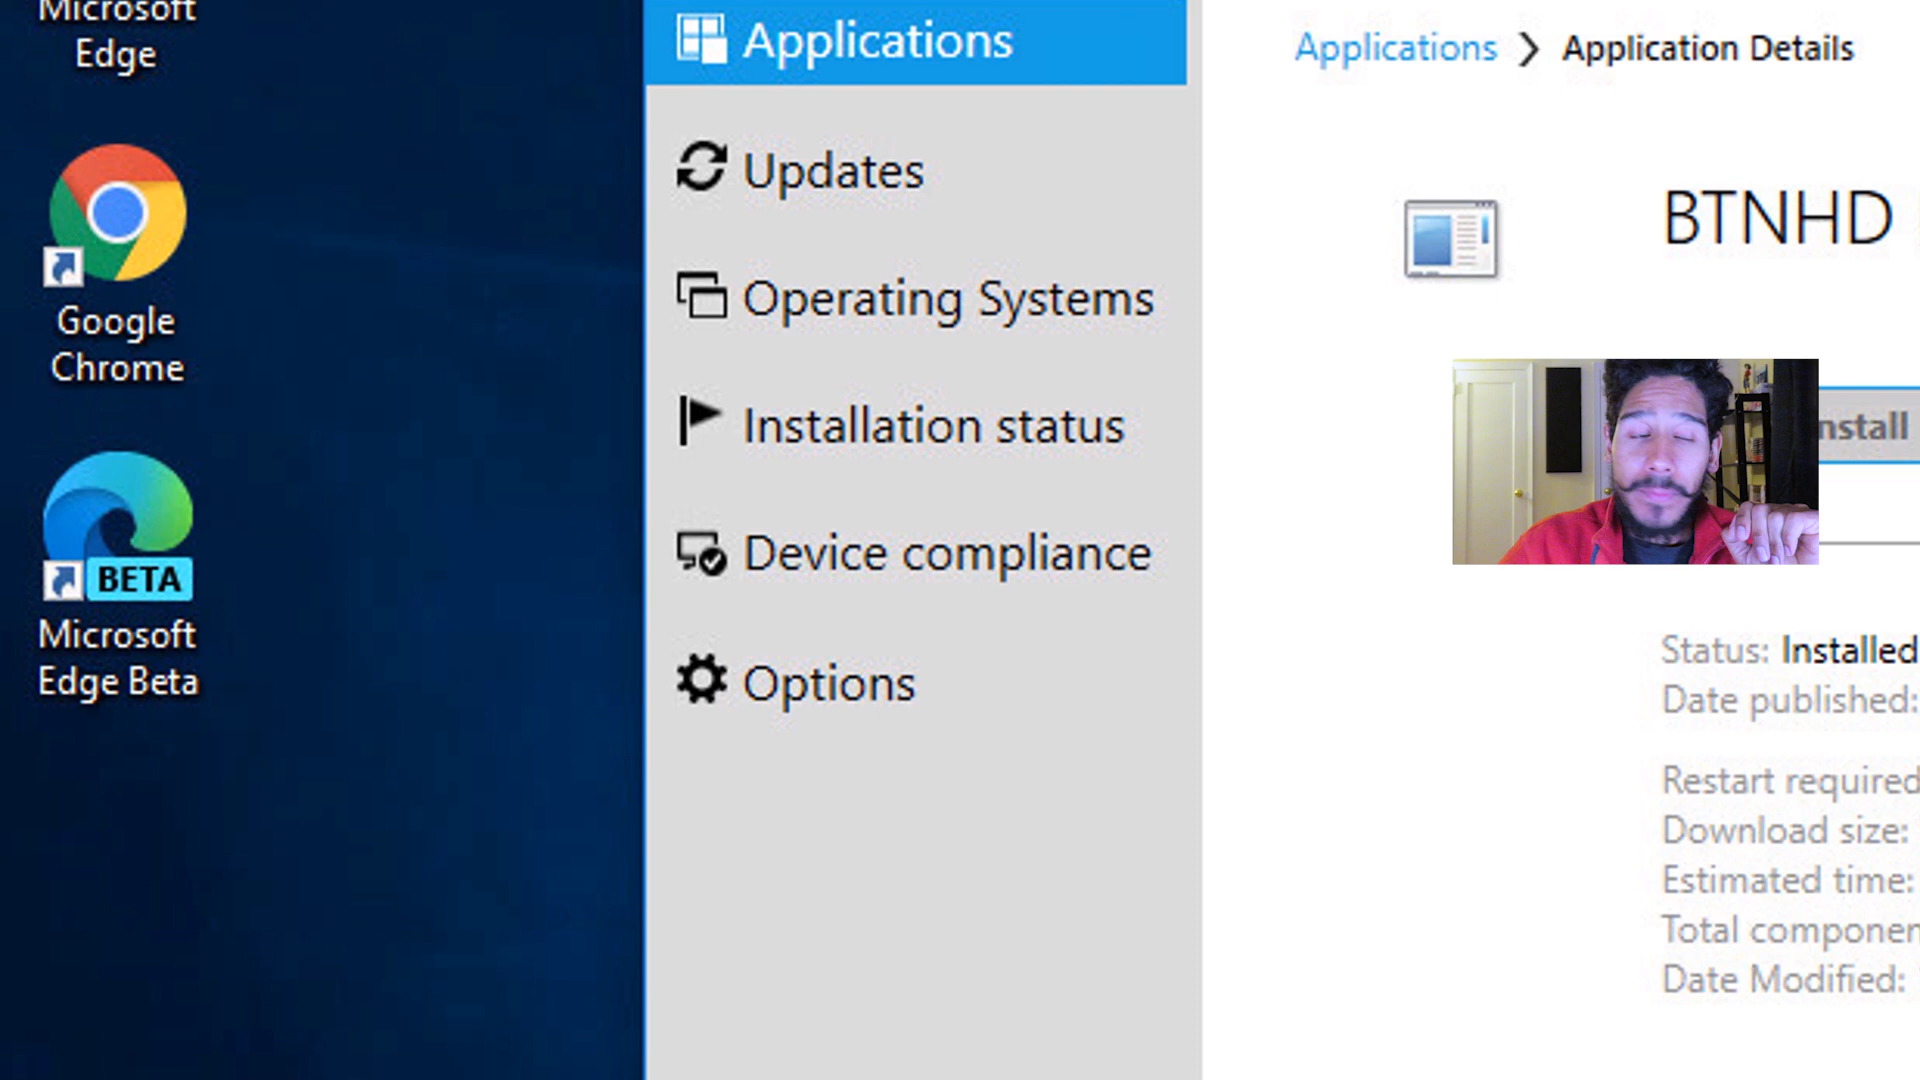 Microsoft
Edge
Google
Chrome
BETA
Microsoft
Edge Beta
Applications
Updates
Operating Systems
Installation status
Device compliance
Options
Applications > Application Details
BTNHD
nstall
Status: Installed
Date published:
Restart required
Download size:
Estimated time:
Total componen
Date Modified: